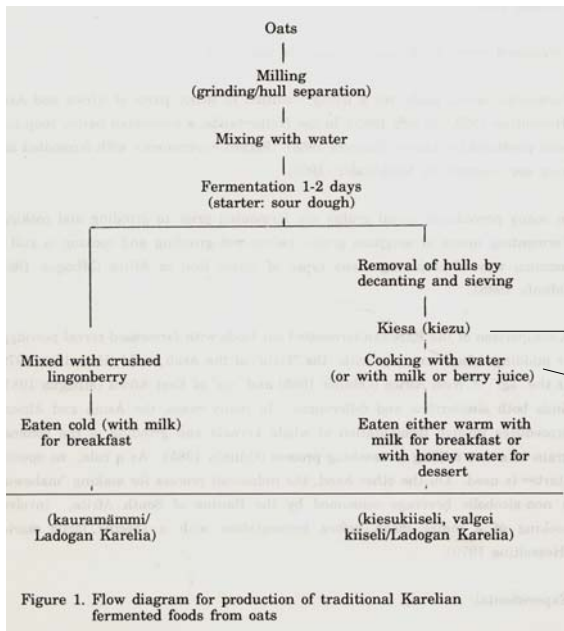 Oats
Milling
(grinding/hull separation)
Mixing with water
Fermentation 1-2 days
(starter: sour dough)
Removal of hulls by
decanting and sieving
Kiesa (kiezu)
Mixed with crushed
lingonberry
Cooking with water
(or with milk or berry juice)
Eaten cold (with milk)
for breakfast
Eaten either warm with
milk for breakfast or
with honey water for
dessert
(kauramämmi/
Ladogan Karelia)
(kiesukiiseli, valgei
kiiseli/Ladogan Karelia)
Figure 1. Flow diagram for production of traditional Karelian
fermented foods from oats